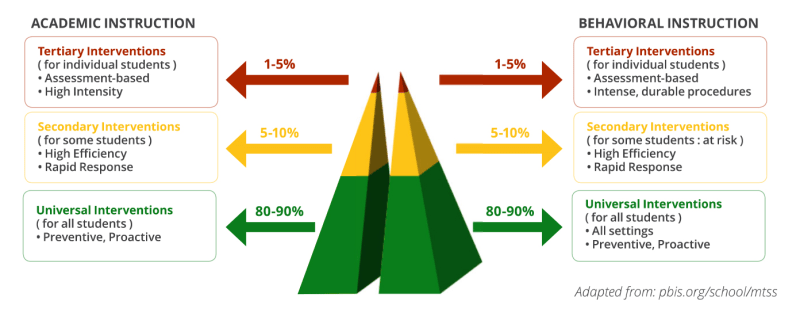 ACADEMIC INSTRUCTION
Tertiary Interventions
( for individual students )
• Assessment-based
• High Intensity
1-5%
Secondary Interventions
( for some students )
• High Efficiency
• Rapid Response
5-10%
Universal Interventions
( for all students )
• Preventive, Proactive
80-90%
BEHAVIORAL INSTRUCTION
1-5%
Tertiary Interventions
( for individual students )
• Assessment-based
• Intense, durable procedures
5-10%
Secondary Interventions
( for some students : at risk )
• High Efficiency
• Rapid Response
80-90%
Universal Interventions
( for all students )
• All settings
• Preventive, Proactive
Adapted from: pbis.org/school/mtss